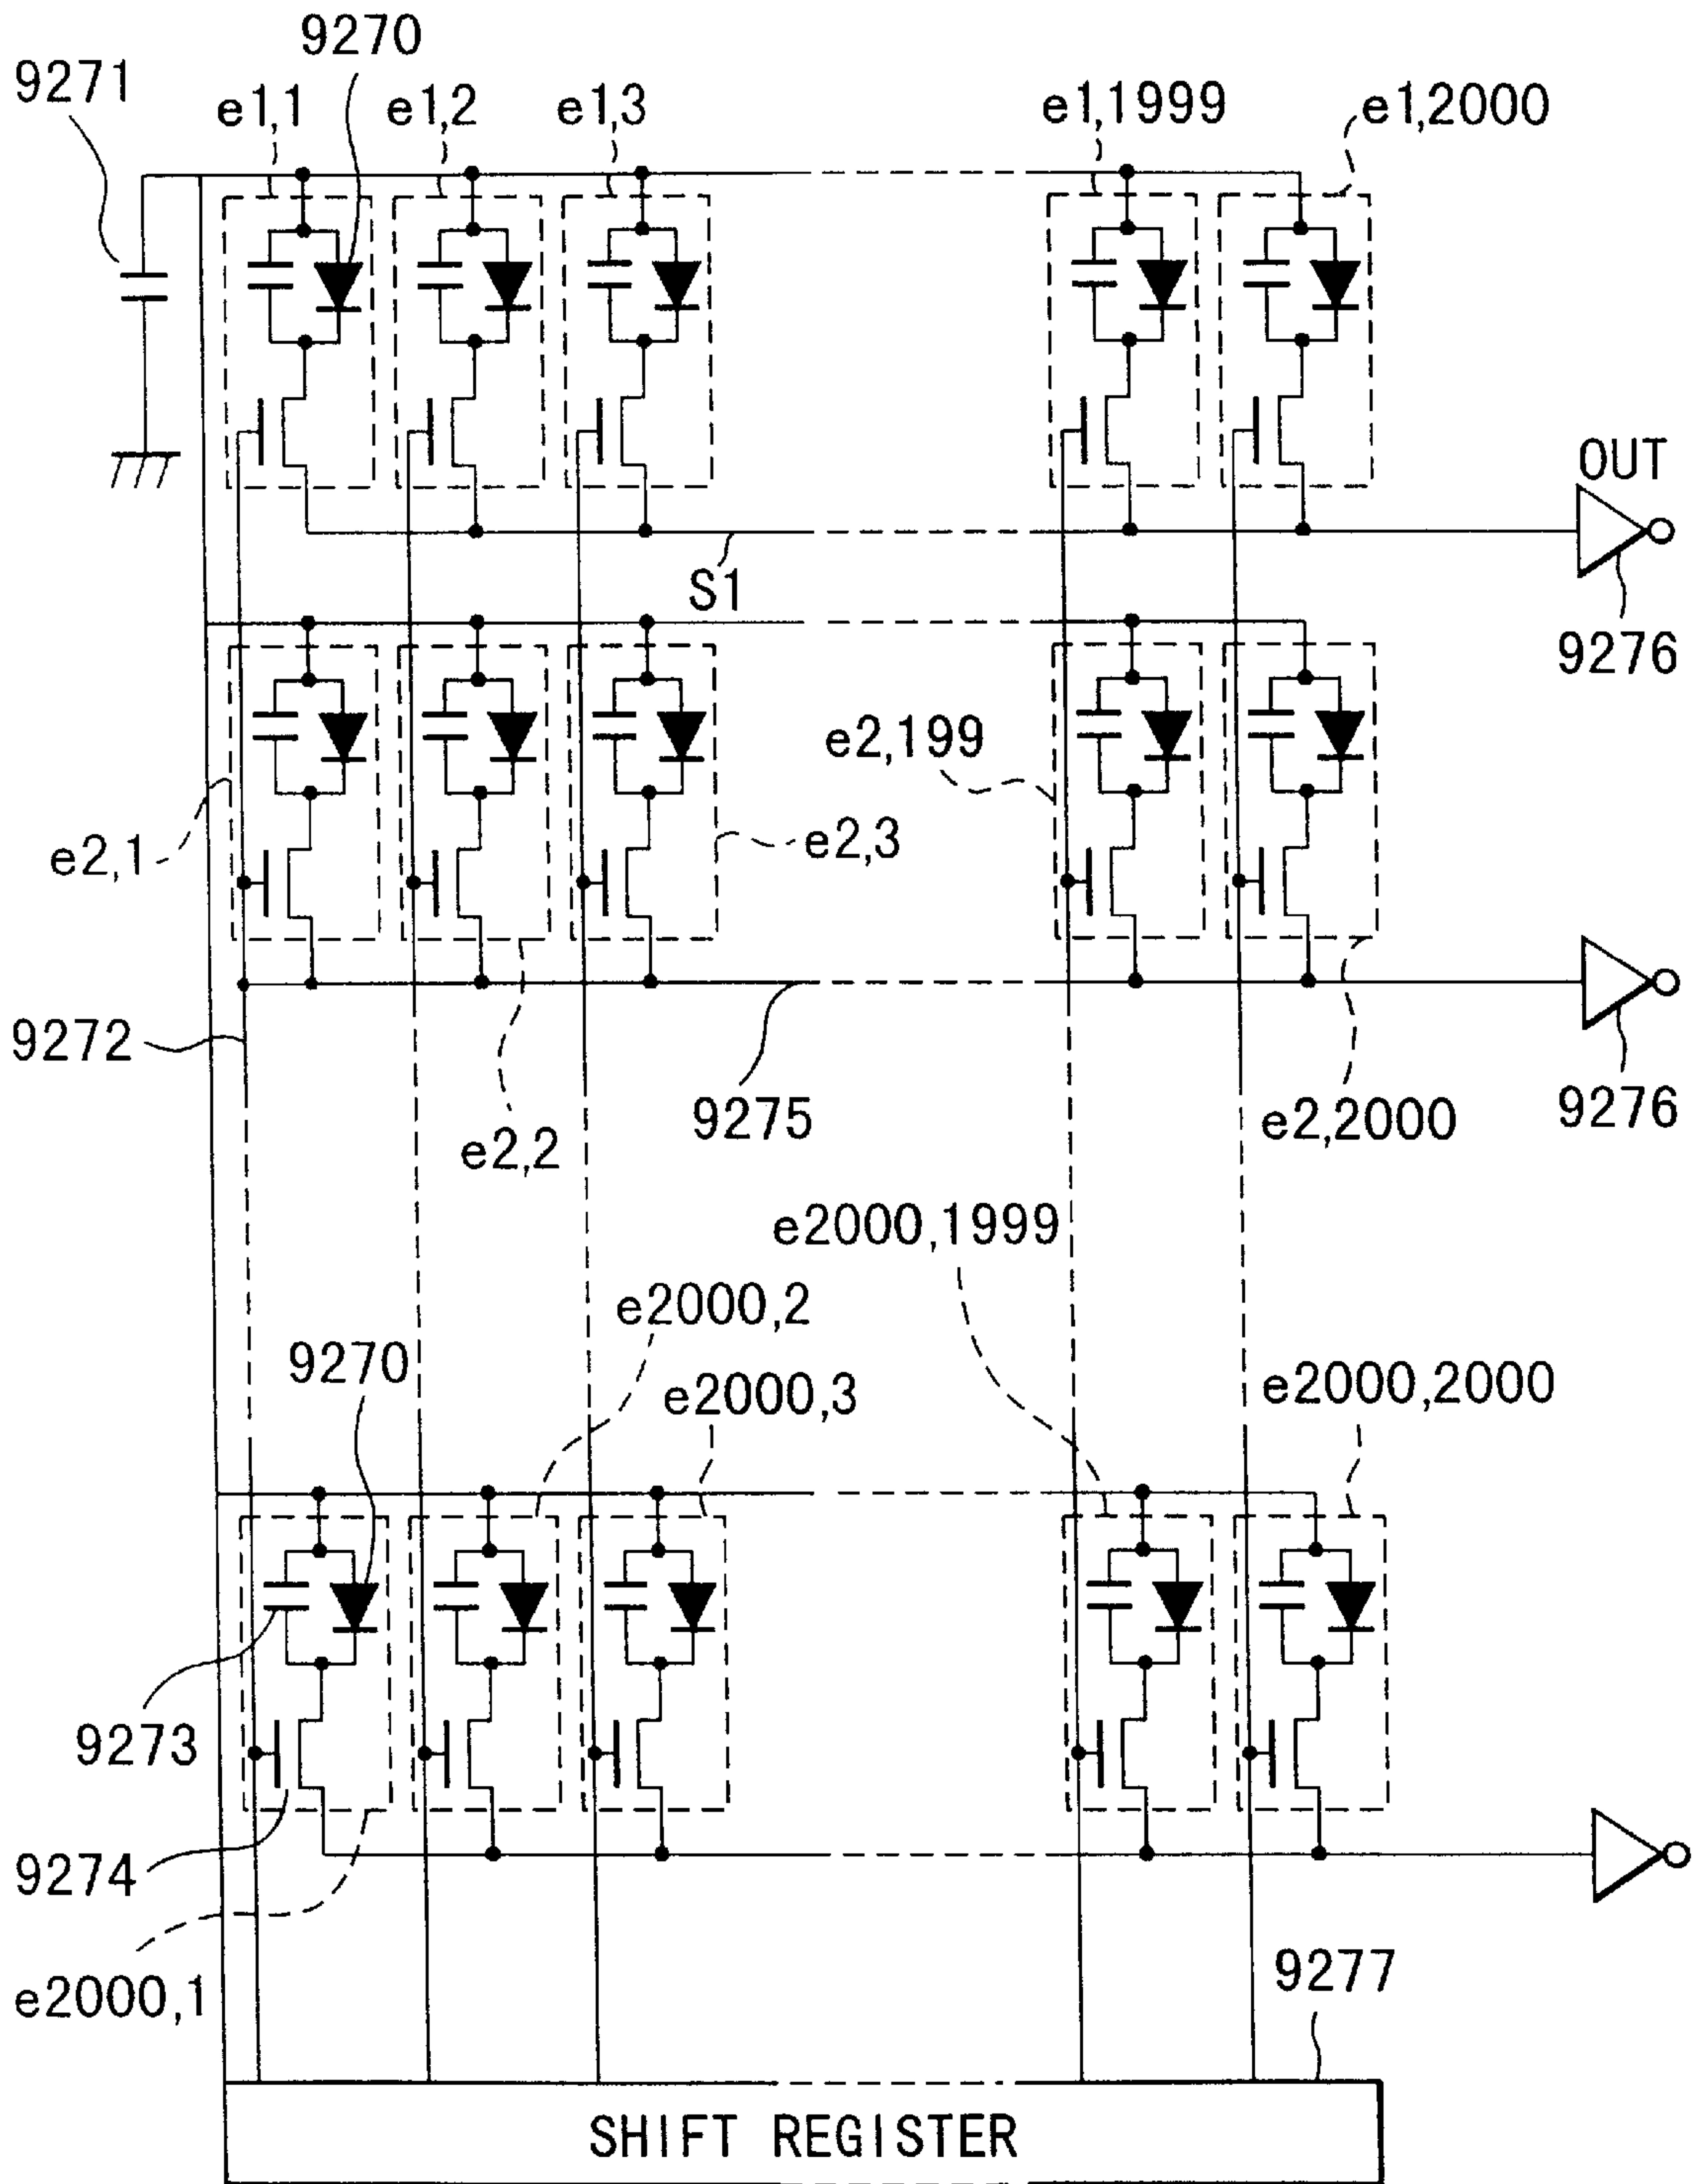 9270
9271
e1,1
e1,2
e1,3
e1,1999
e1,2000
OUT
S1
9276
e2,199
e2,1
e2,3
9272
9275
e2,2
e2,2000
9276
e2000,1999
e2000,2
9270
e2000,3
e2000,2000
9273
9274
e2000,1
9277
SHIFT REGISTER